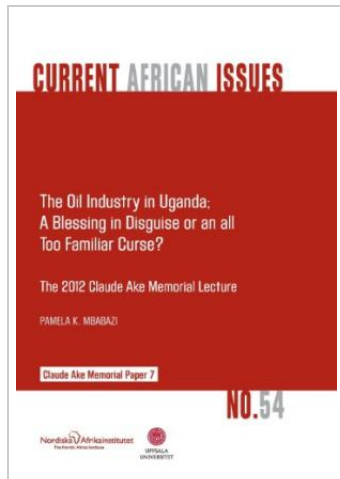 CURRENT AFRICAN ISSUES
The Oil Industry in Uganda;
A Blessing in Disguise or an all
Too Familiar Curse?
The 2012 Claude Ake Memorial Lecture
PAMELA K. MBABAZI
Claude Ake Memorial Paper 7
NO.54
Nordiska Afrikainstitutet
The Nordic Africa Institute
UPPSALA
UNIVERSITET